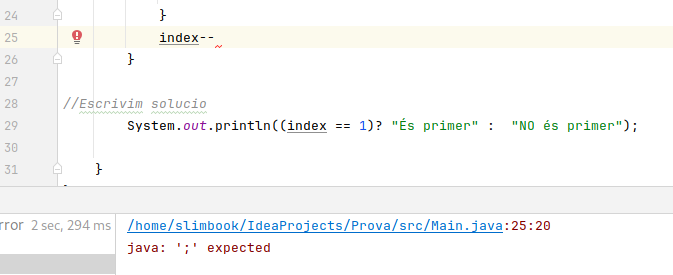 24 }
25 index--
26 }
27
28 //Escrivim solucio
29 System.out.println((index == 1)? "És primer" :  "NO és primer");
30
31 }
rror 2 sec, 294 ms
/home/slimbook/IdeaProjects/Prova/src/Main.java:25:20
java: ';' expected